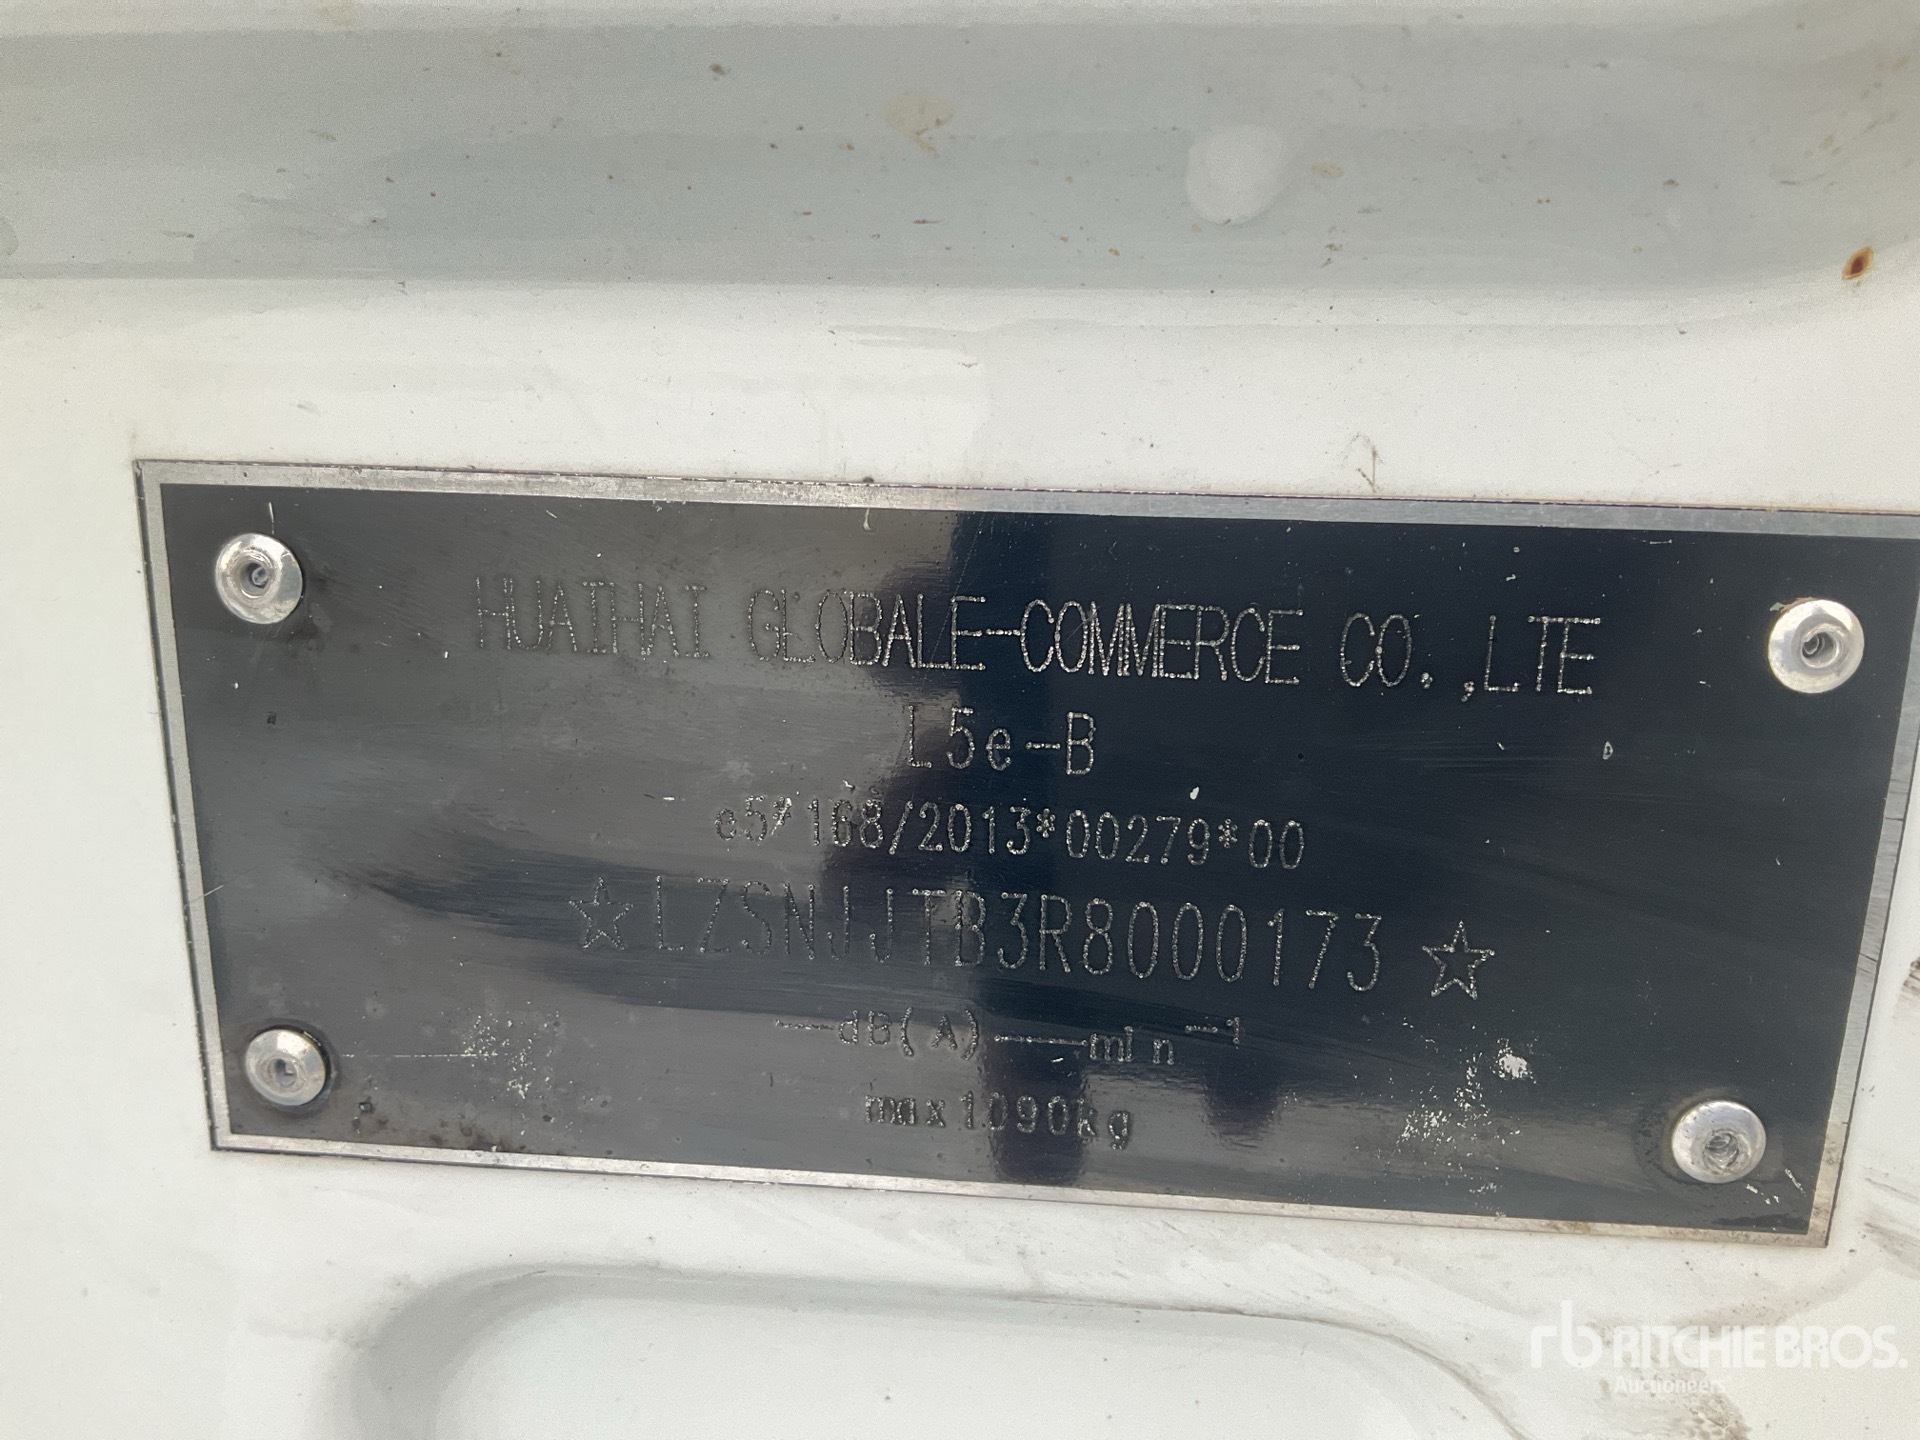 HUAIHAI GLOBALE-COMMERCE CO.,LTE
L5e-B
e5*168/2013*00279*00
☆LZSNJJTB3R8000173☆
—dB(A)——min⁻¹
max1090kg
rb RITCHIE BROS.
Auctioneers